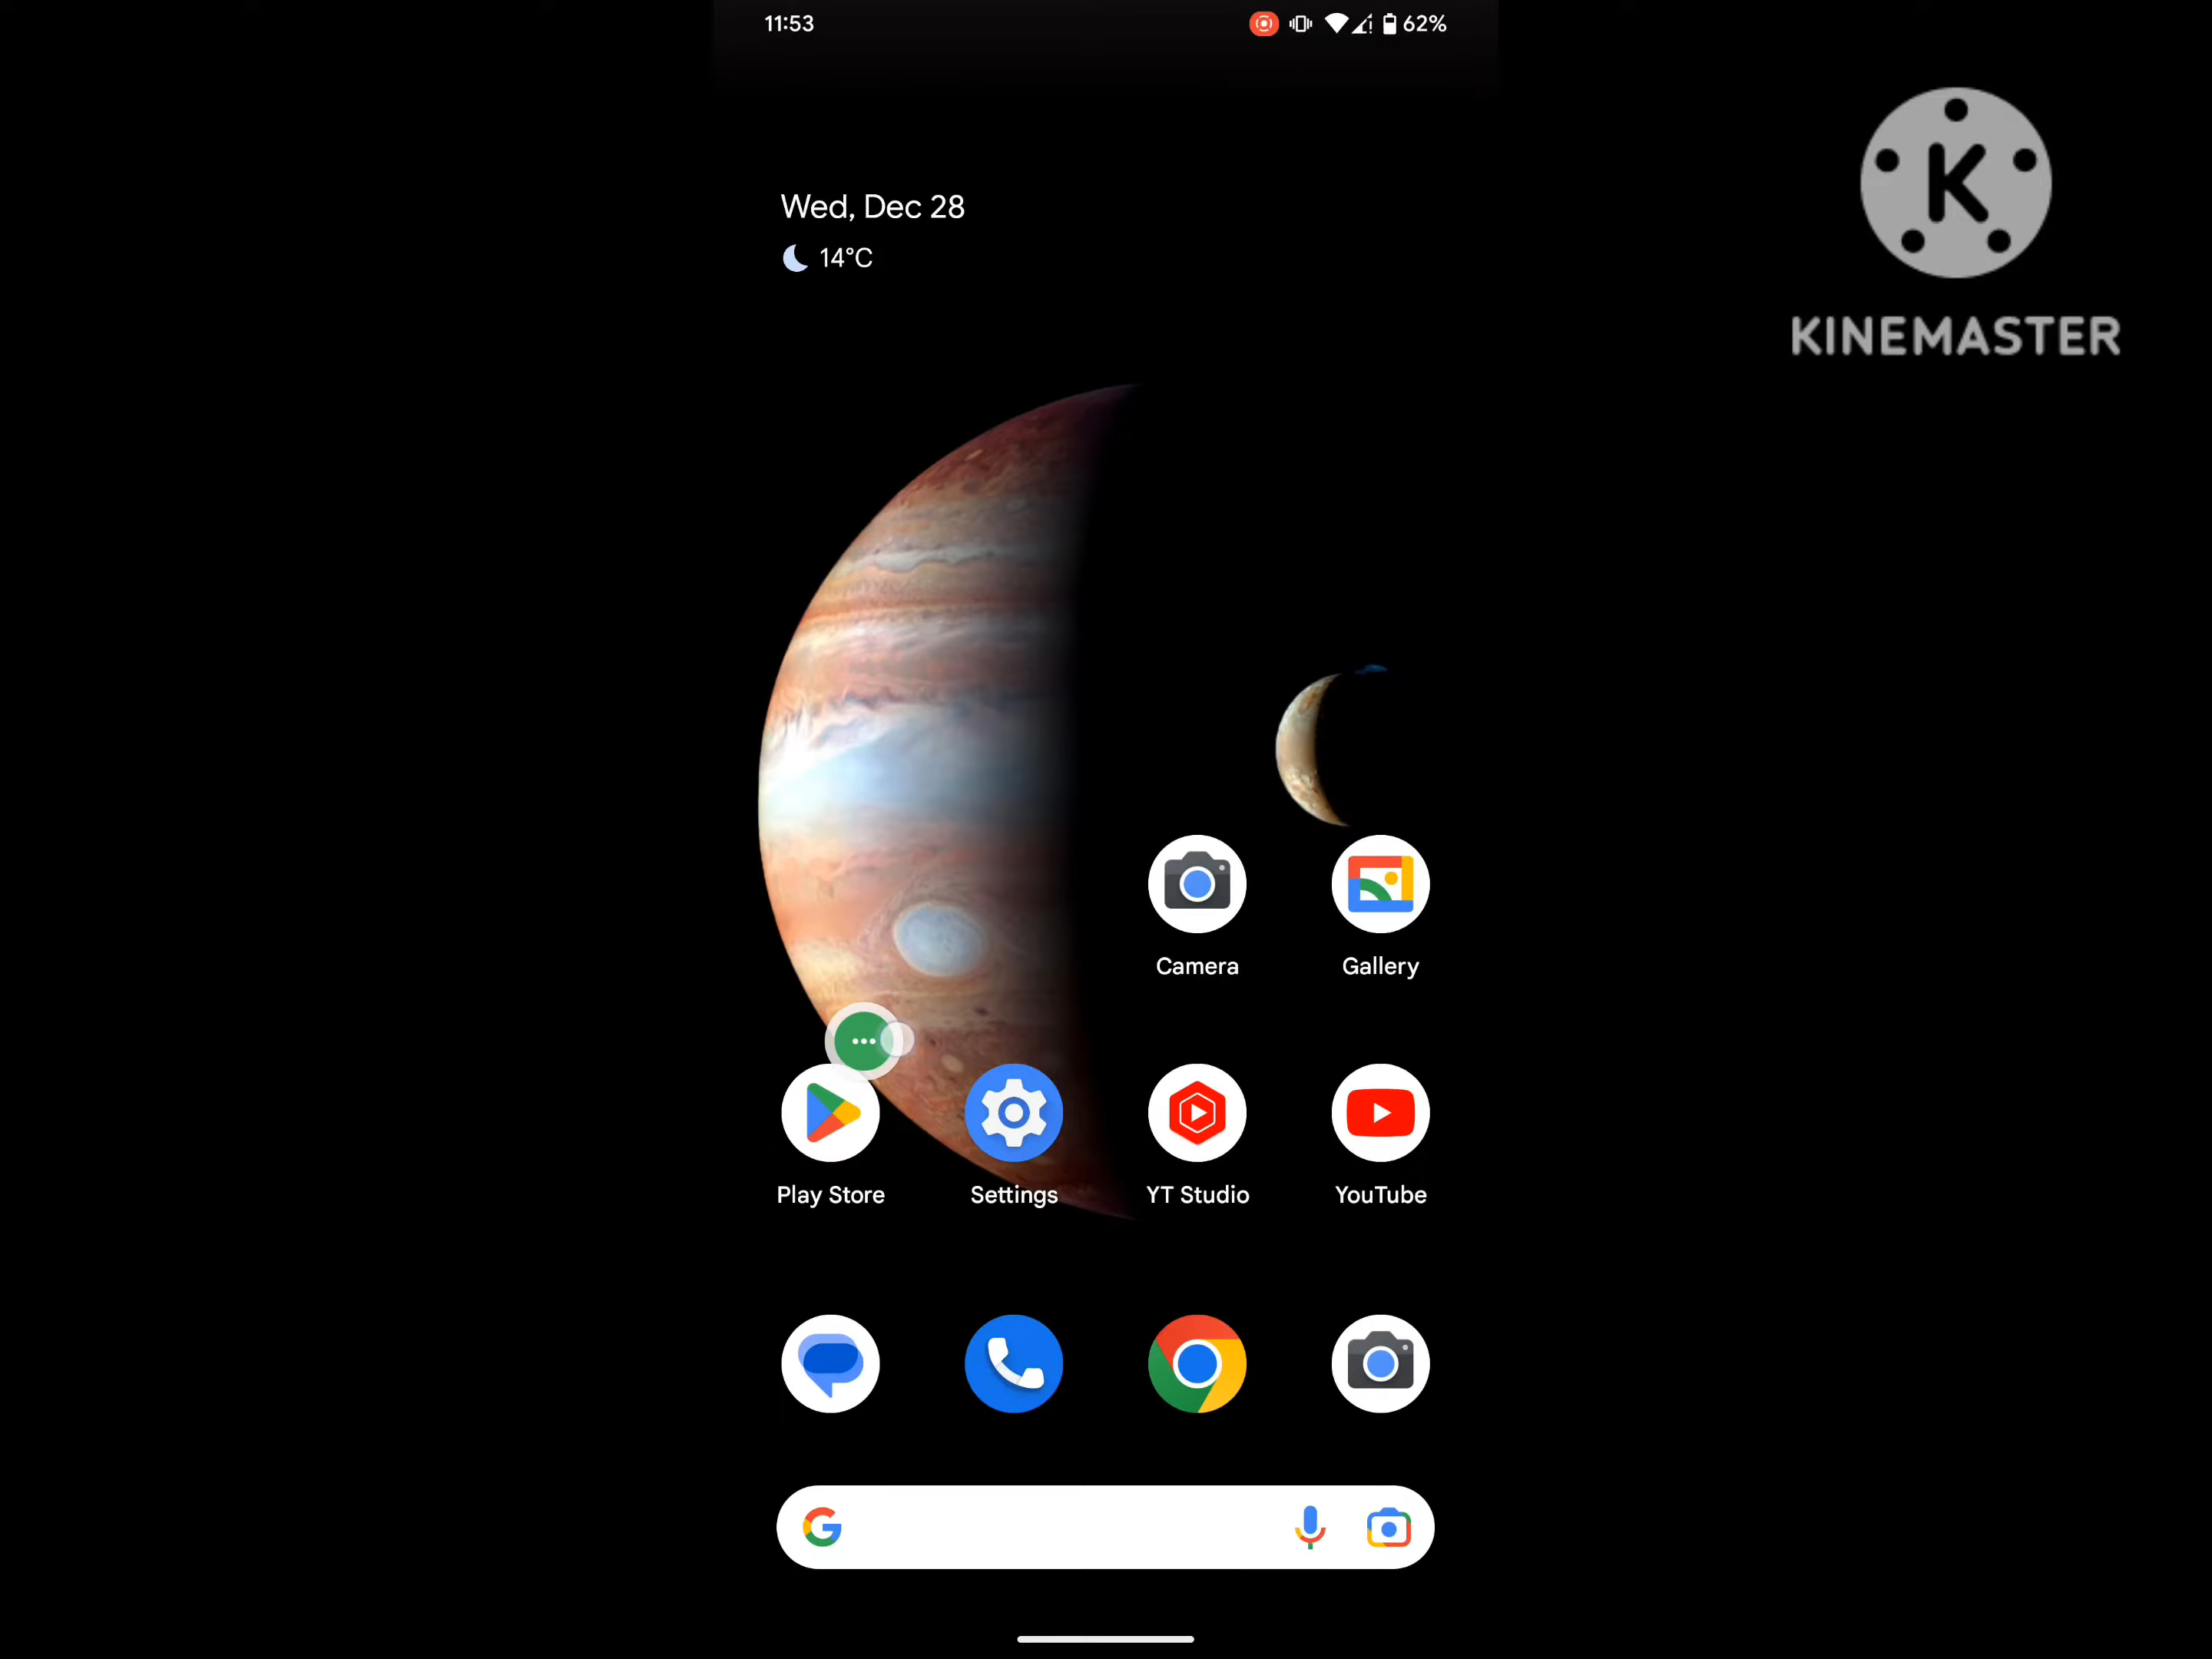 11:53
62%
KINEMASTER
Wed, Dec 28
14°C
Camera
Gallery
Play Store
Settings
YT Studio
YouTube